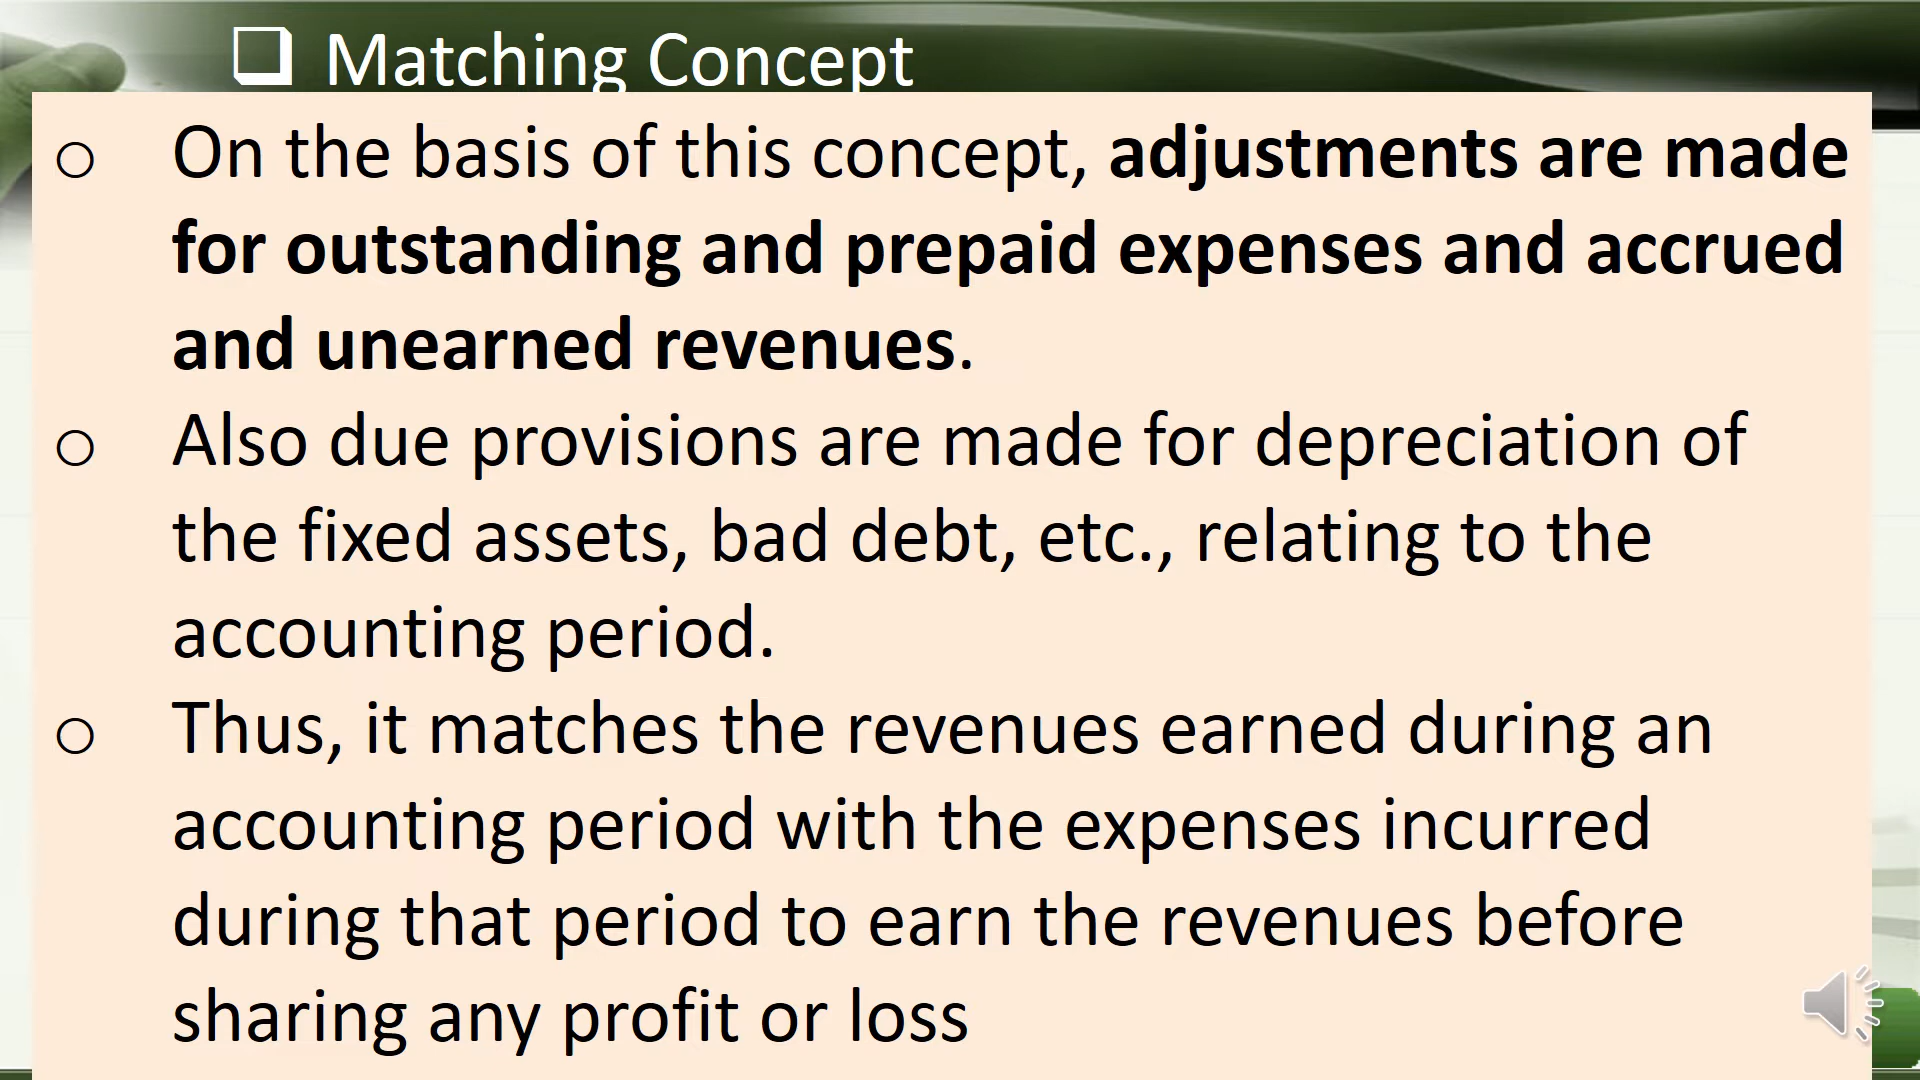 ❑ Matching Concept
o On the basis of this concept, adjustments are made
for outstanding and prepaid expenses and accrued
and unearned revenues.
o Also due provisions are made for depreciation of
the fixed assets, bad debt, etc., relating to the
accounting period.
o Thus, it matches the revenues earned during an
accounting period with the expenses incurred
during that period to earn the revenues before
sharing any profit or loss